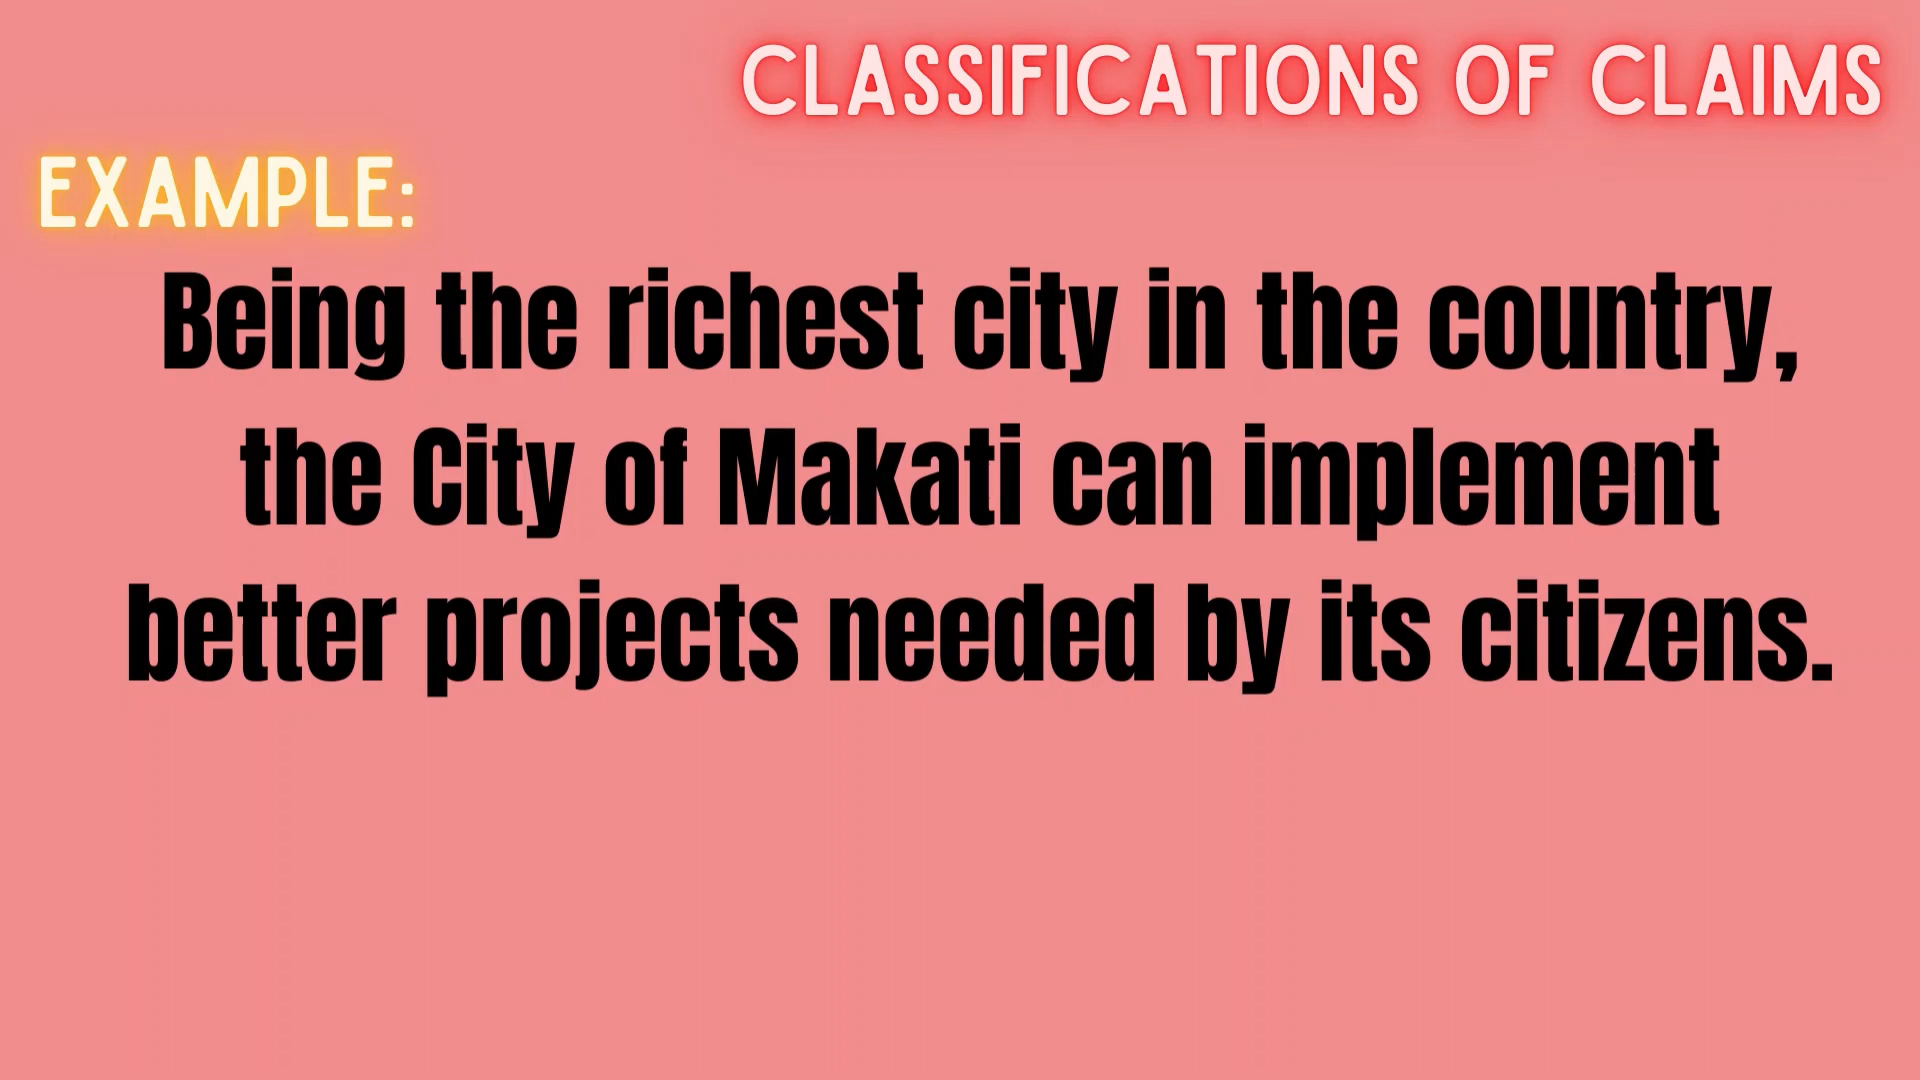 CLASSIFICATIONS OF CLAIMS
EXAMPLE:
Being the richest city in the country,
the City of Makati can implement
better projects needed by its citizens.